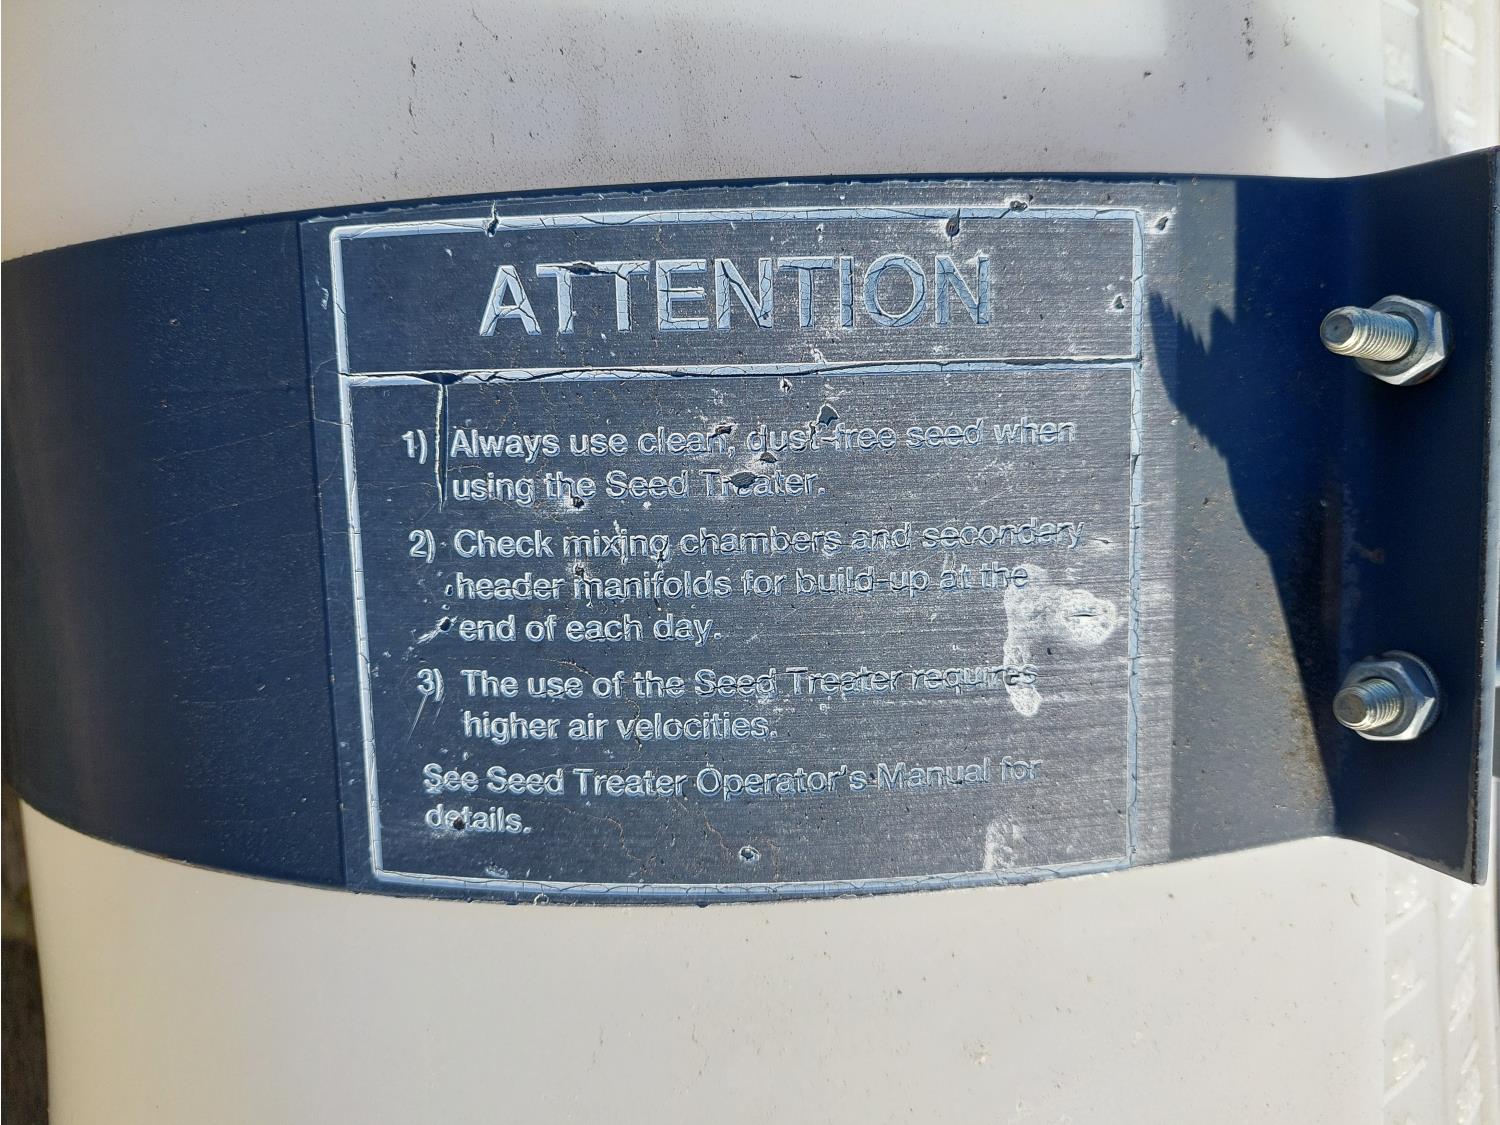 ATTENTION
1) Always use clean, dust-free seed when
using the Seed Treater.
2) Check mixing chambers and secondary
header manifolds for build-up at the
end of each day.
3) The use of the Seed Treater requires
higher air velocities.
See Seed Treater Operator's Manual for
details.